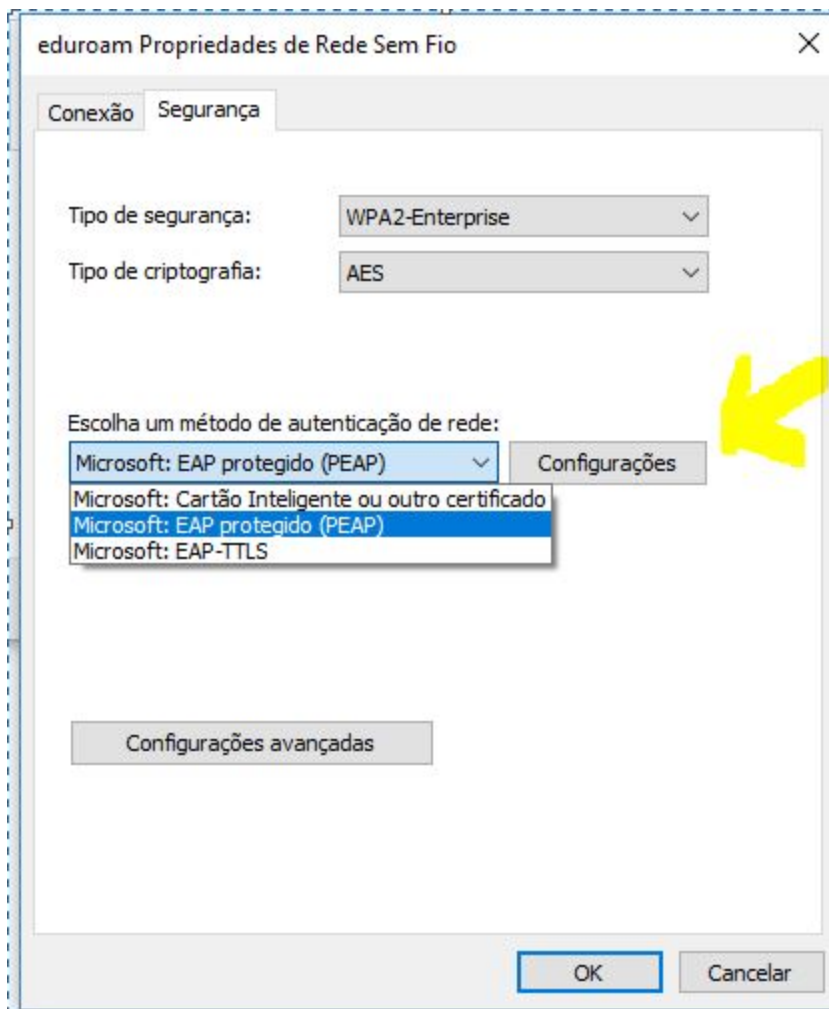 eduroam Propriedades de Rede Sem Fio
Conexão Segurança
Tipo de segurança: WPA2-Enterprise
Tipo de criptografia: AES
Escolha um método de autenticação de rede:
Microsoft: EAP protegido (PEAP) Configurações
Microsoft: Cartão Inteligente ou outro certificado
Microsoft: EAP protegido (PEAP)
Microsoft: EAP-TTLS
Configurações avançadas
OK Cancelar